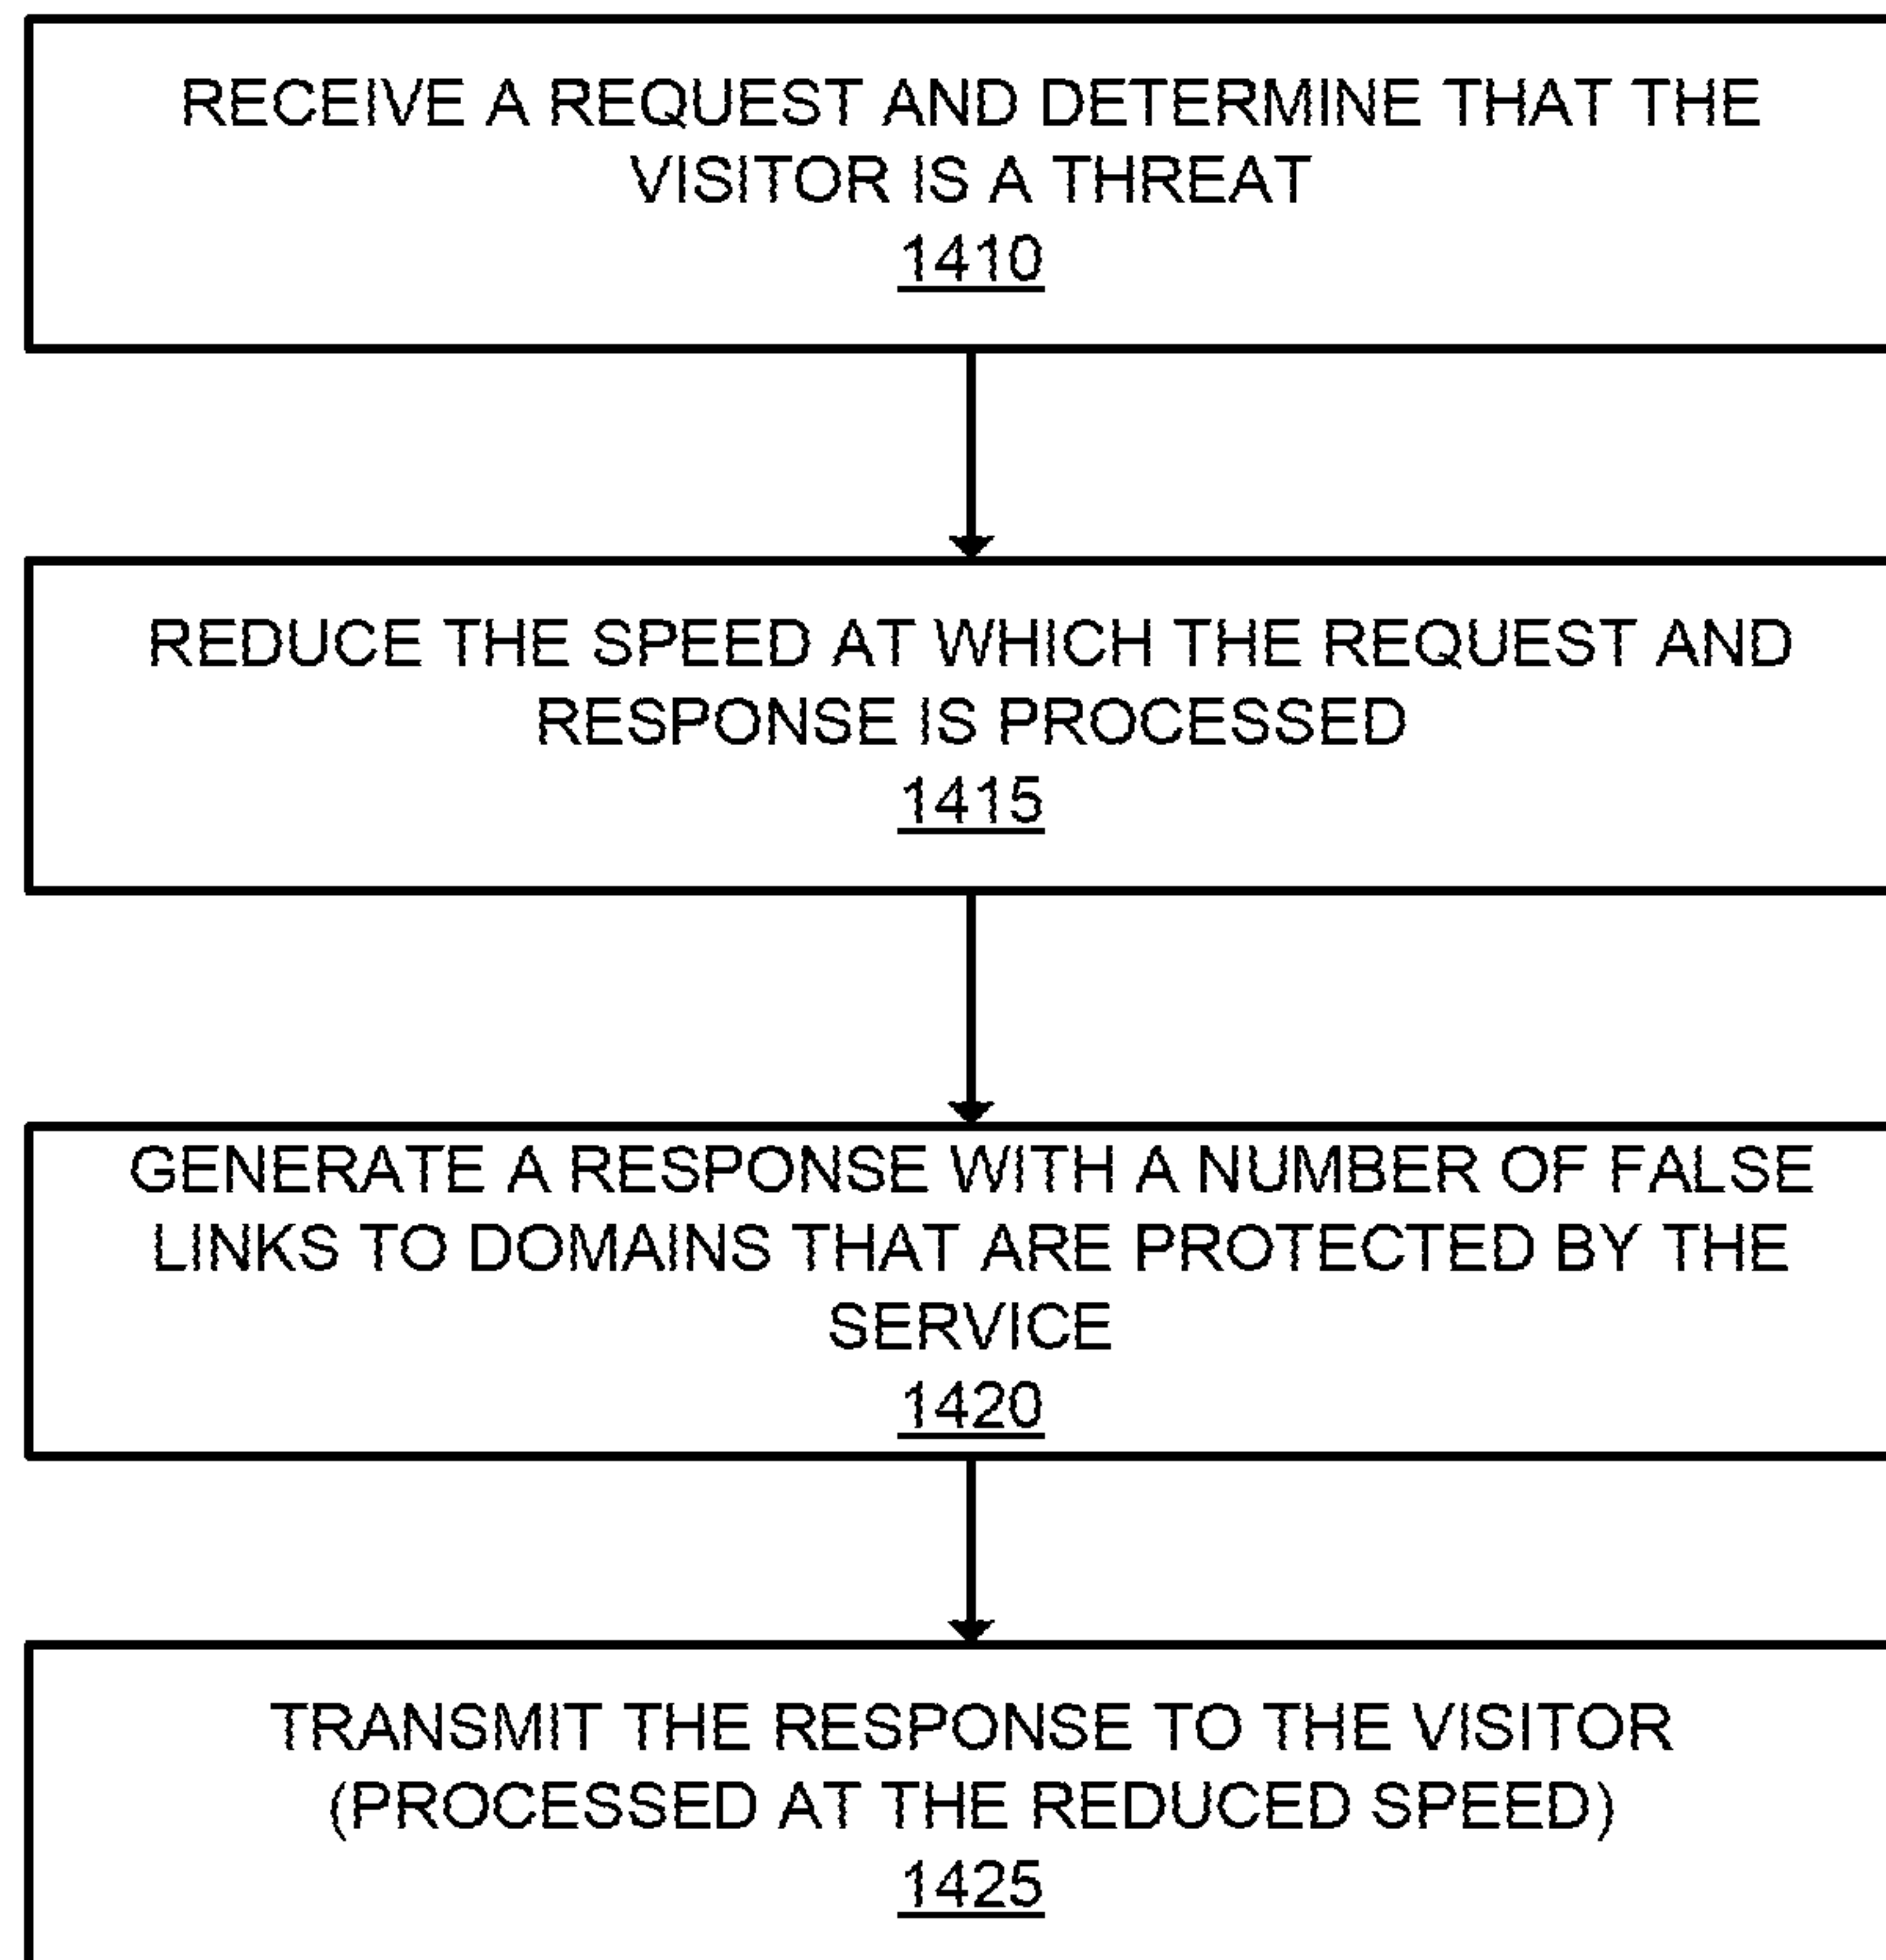 RECEIVE A REQUEST AND DETERMINE THAT THE
VISITOR IS A THREAT
1410
REDUCE THE SPEED AT WHICH THE REQUEST AND
RESPONSE IS PROCESSED
1415
GENERATE A RESPONSE WITH A NUMBER OF FALSE
LINKS TO DOMAINS THAT ARE PROTECTED BY THE
SERVICE
1420
TRANSMIT THE RESPONSE TO THE VISITOR
(PROCESSED AT THE REDUCED SPEED)
1425